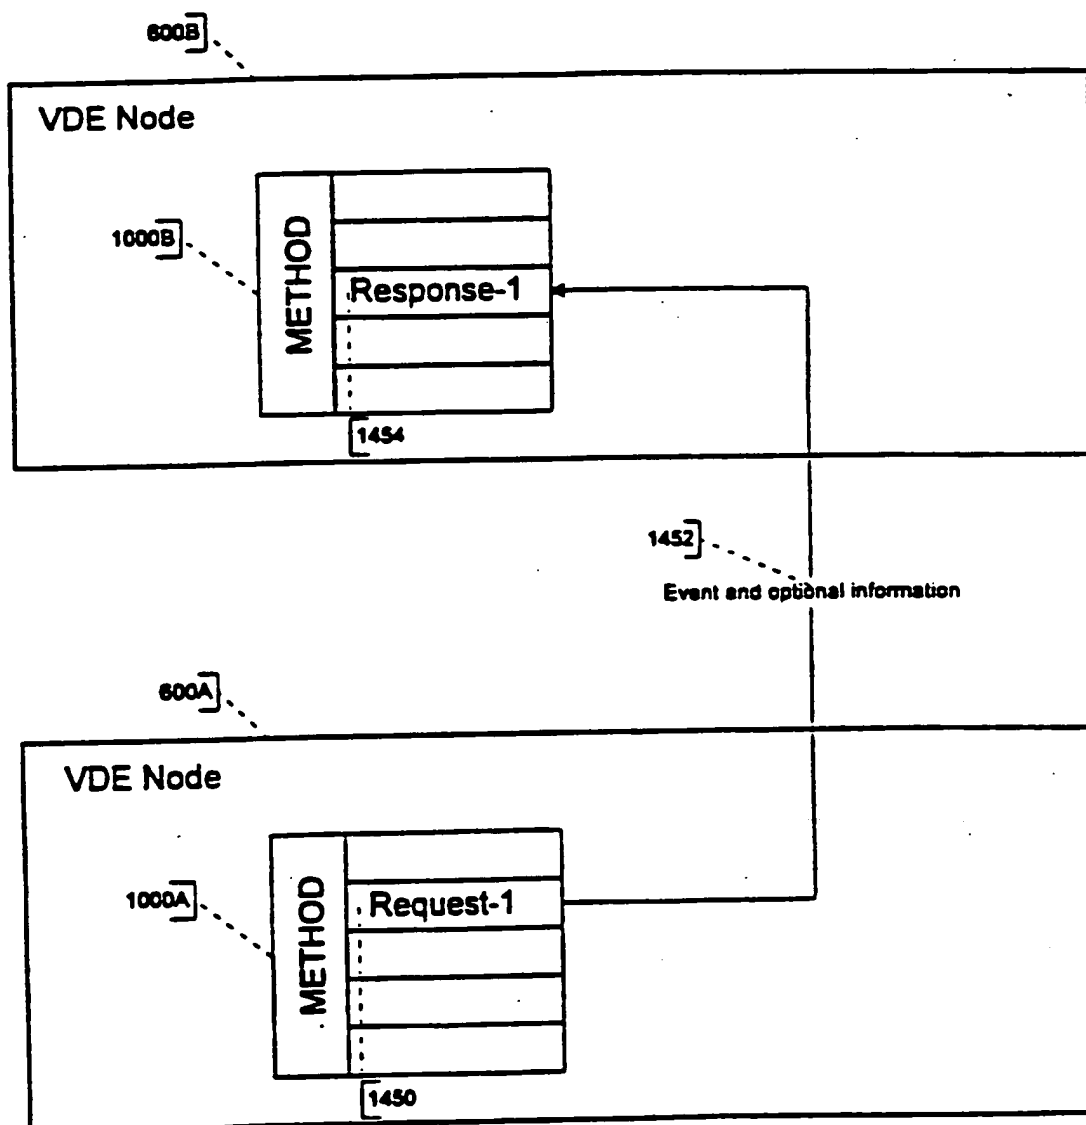 600B
VDE Node
METHOD
1000B
Response-1
1454
1452
Event and optional information
600A
VDE Node
METHOD
1000A
Request-1
1450